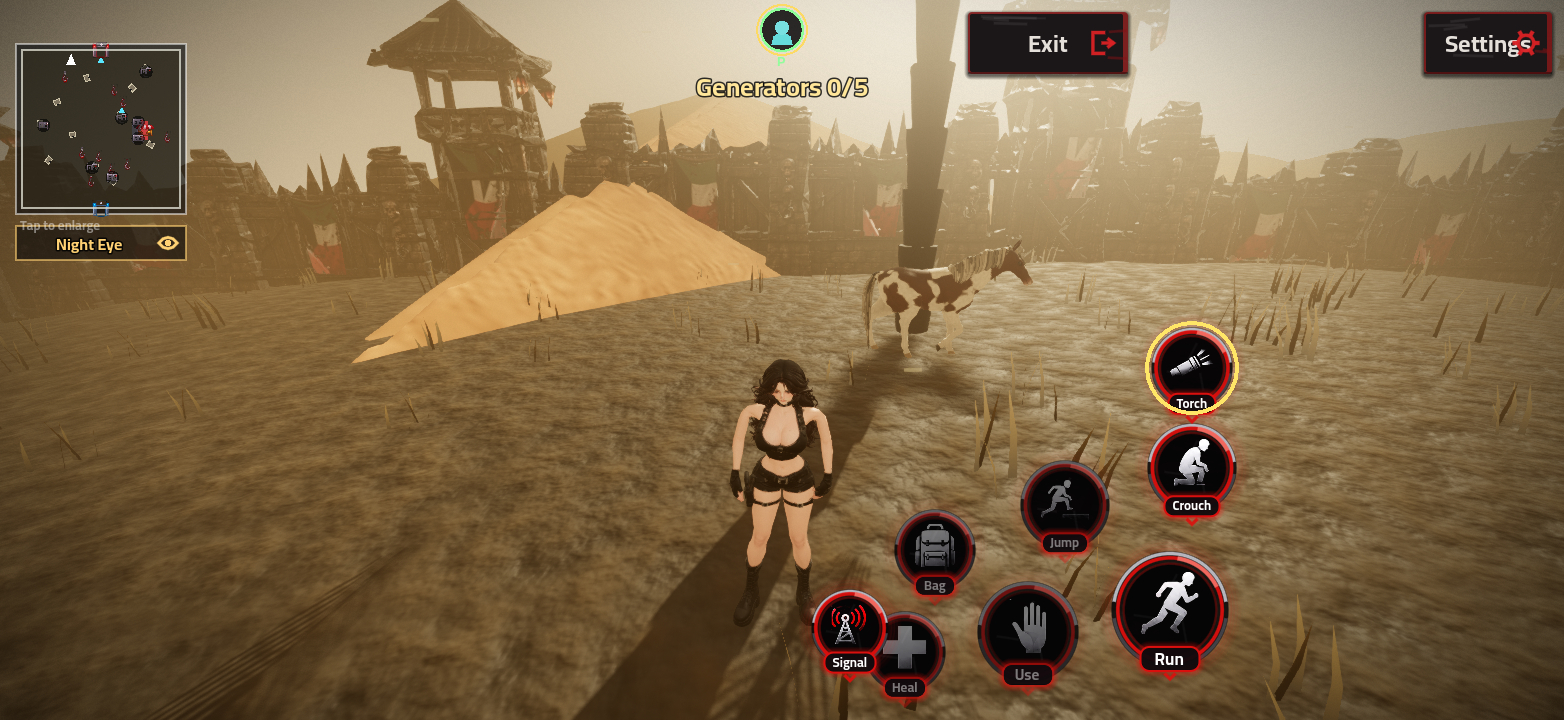 P
Generators 0/5
Exit
Settings
Tap to enlarge
Night Eye
Torch
Crouch
Jump
Bag
Signal
Heal
Use
Run